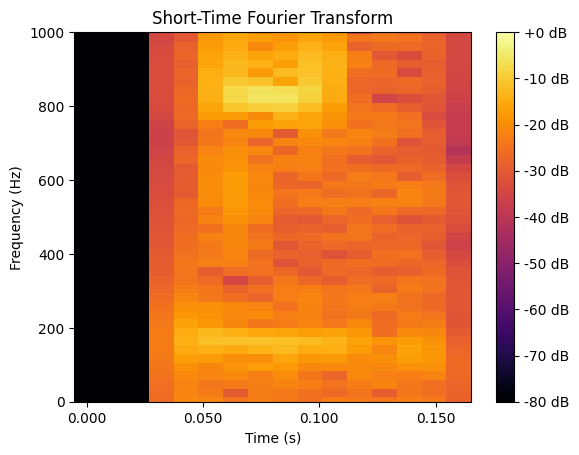 Short-Time Fourier Transform
Frequency (Hz)
1000
800
600
400
200
0
0.000
0.050
0.100
0.150
Time (s)
+0 dB
-10 dB
-20 dB
-30 dB
-40 dB
-50 dB
-60 dB
-70 dB
-80 dB